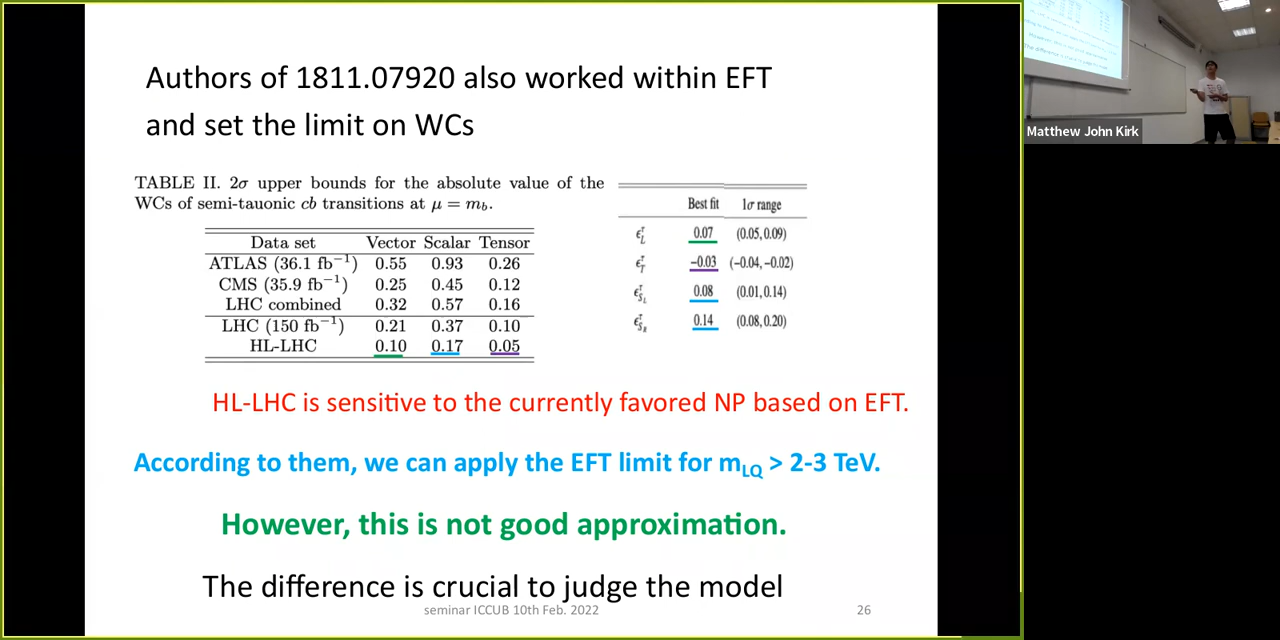 Authors of 1811.07920 also worked within EFT
and set the limit on WCs
TABLE II. 2σ upper bounds for the absolute value of the
WCs of semi-tauonic cb transitions at μ = m_b.
Data set Vector Scalar Tensor
ATLAS (36.1 fb⁻¹) 0.55 0.93 0.26
CMS (35.9 fb⁻¹) 0.25 0.45 0.12
LHC combined 0.32 0.57 0.16
LHC (150 fb⁻¹) 0.21 0.37 0.10
HL-LHC 0.10 0.17 0.05
Best fit 1σ range
ϵ_L^τ 0.07 (0.05, 0.09)
ϵ_T^τ −0.03 (−0.04, −0.02)
ϵ_{S_L}^τ 0.08 (0.01, 0.14)
ϵ_{S_R}^τ 0.14 (0.08, 0.20)
HL-LHC is sensitive to the currently favored NP based on EFT.
According to them, we can apply the EFT limit for m_LQ > 2-3 TeV.
However, this is not good approximation.
The difference is crucial to judge the model
seminar ICCUB 10th Feb. 2022
26
Matthew John Kirk